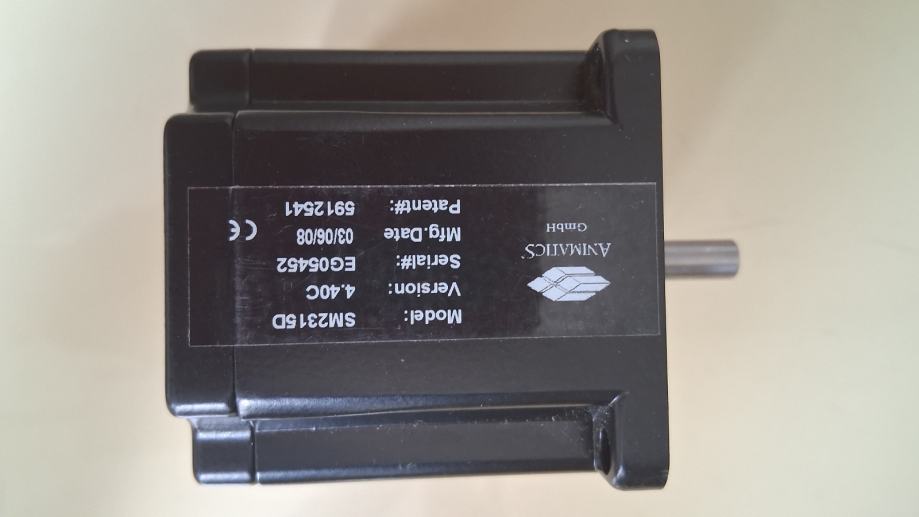 ANIMATICS
GmbH
Model: SM2315D
Version: 4.40C
Serial#: EG05452
Mfg.Date 03/06/08
Patent#: 5912541
CE